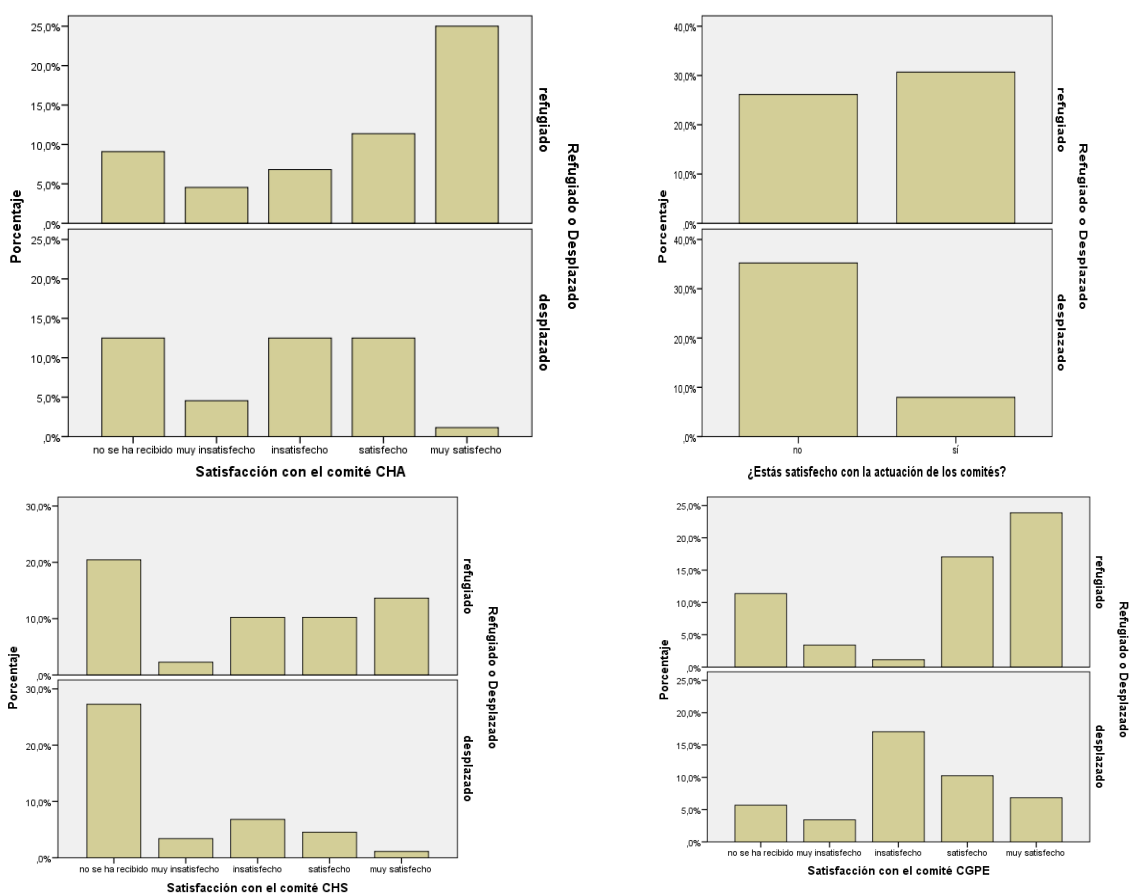 25,0%
20,0%
15,0%
10,0%
5,0%
,0%
refugiado
25,0%
20,0%
15,0%
10,0%
5,0%
,0%
desplazado
Porcentaje
Refugiado o Desplazado
no se ha recibido muy insatisfecho insatisfecho satisfecho muy satisfecho
Satisfacción con el comité CHA
40,0%
30,0%
20,0%
10,0%
,0%
refugiado
40,0%
30,0%
20,0%
10,0%
,0%
desplazado
Porcentaje
Refugiado o Desplazado
no sí
¿Estás satisfecho con la actuación de los comités?
30,0%
20,0%
10,0%
,0%
refugiado
30,0%
20,0%
10,0%
,0%
desplazado
Porcentaje
Refugiado o Desplazado
no se ha recibido muy insatisfecho insatisfecho satisfecho muy satisfecho
Satisfacción con el comité CHS
25,0%
20,0%
15,0%
10,0%
5,0%
,0%
refugiado
25,0%
20,0%
15,0%
10,0%
5,0%
,0%
desplazado
Porcentaje
Refugiado o Desplazado
no se ha recibido muy insatisfecho insatisfecho satisfecho muy satisfecho
Satisfacción con el comité CGPE